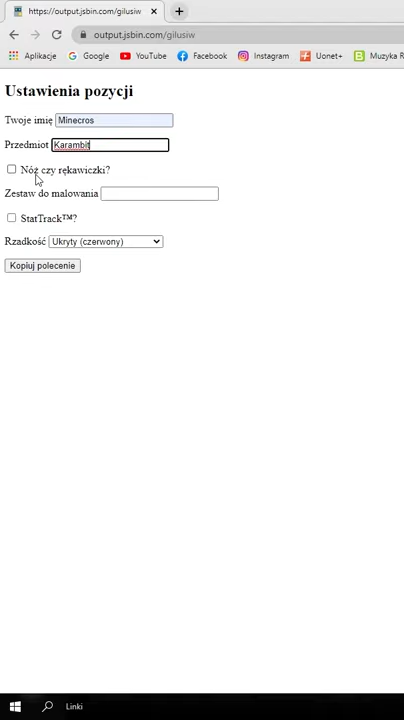 https://output.jsbin.com/gilusiw
output.jsbin.com/gilusiw
Aplikacje Google YouTube Facebook Instagram Uonet+ Muzyka R
Ustawienia pozycji
Twoje imię Minecros
Przedmiot Karambit
Nóż czy rękawiczki?
Zestaw do malowania
StatTrack™?
Rzadkość Ukryty (czerwony)
Kopiuj polecenie
Linki